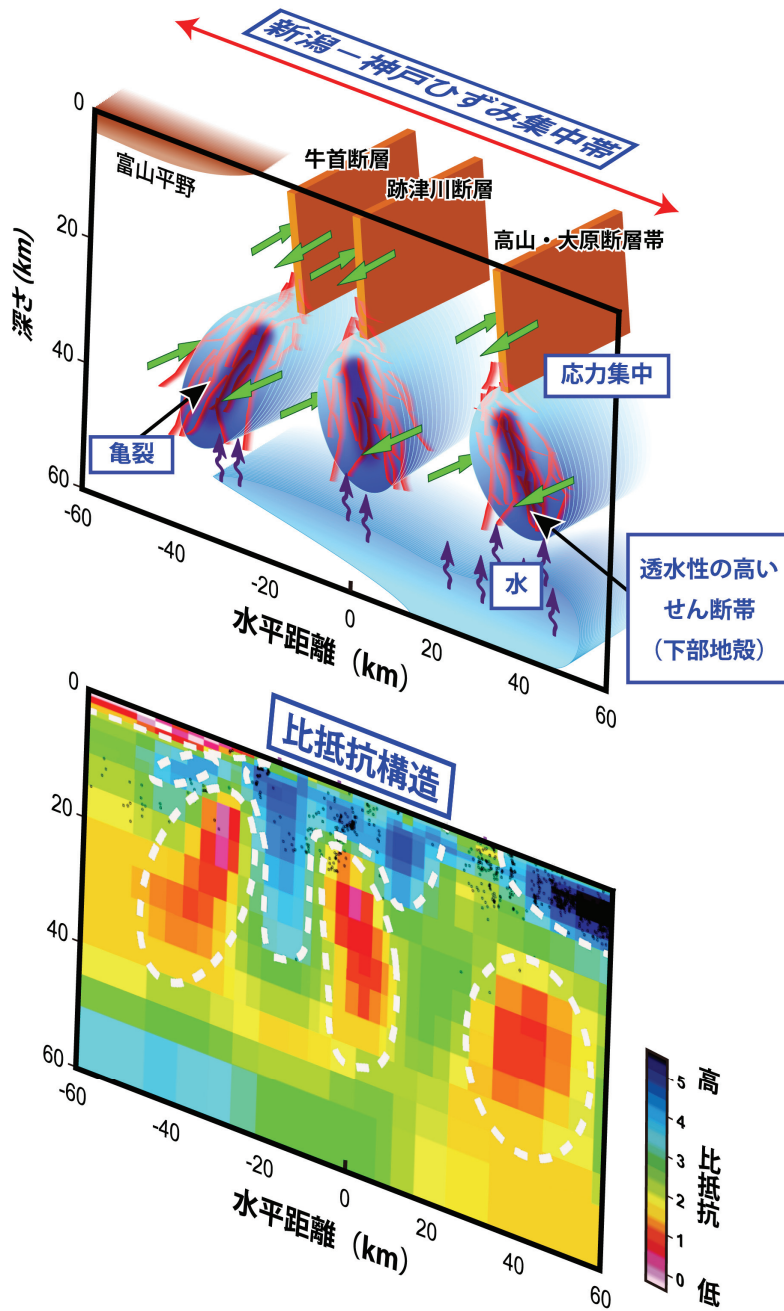 新潟－神戸ひずみ集中帯
0
富山平野
牛首断層
跡津川断層
高山・大原断層帯
20
深さ(km)
40
応力集中
亀裂
60
-60
-40
-20
0
20
40
60
水
透水性の高い
せん断帯
（下部地殻）
水平距離（km）
比抵抗構造
0
20
40
60
-60
-40
-20
0
20
40
60
水平距離（km）
高
比抵抗
低
5
4
3
2
1
0